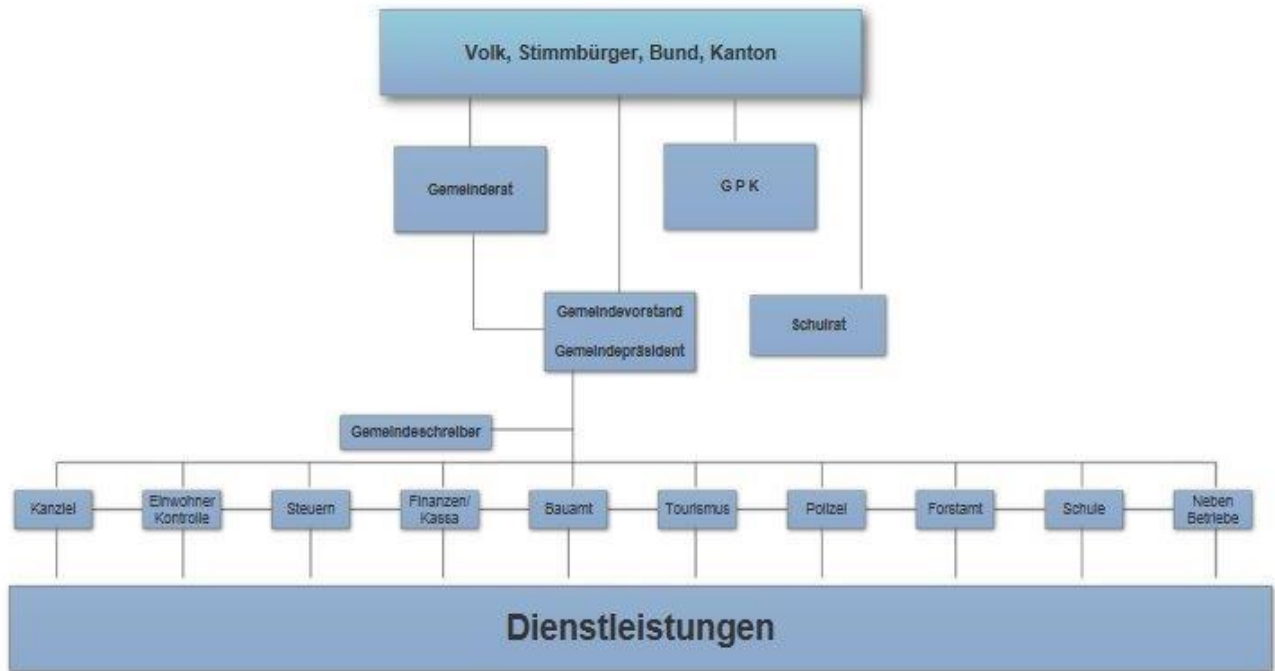 Volk, Stimmbürger, Bund, Kanton
Gemeinderat
G P K
Gemeindevorstand
Gemeindepräsident
Schulrat
Gemeindeschreiber
Kanzlei
Einwohner
Kontrolle
Steuern
Finanzen/
Kassa
Bauamt
Tourismus
Polizei
Forstamt
Schule
Neben
Betriebe
Dienstleistungen